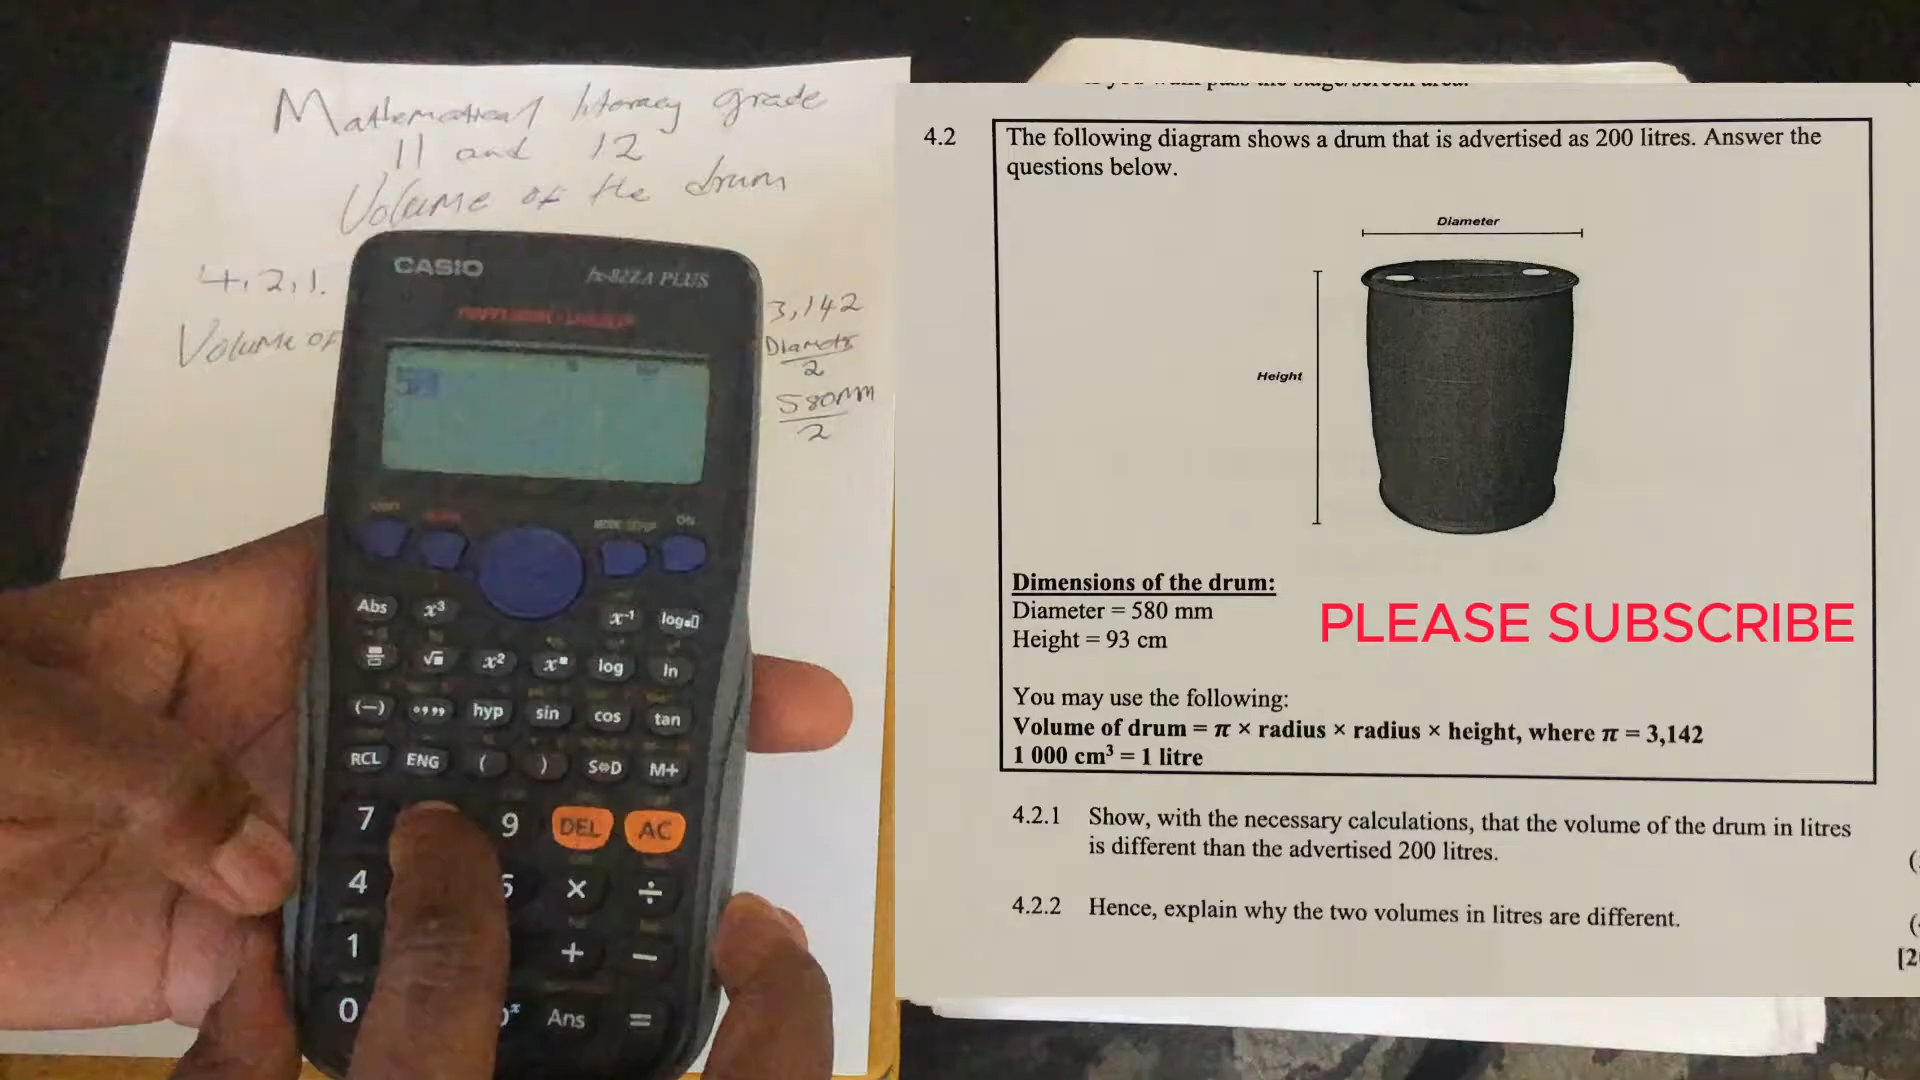 Mathematical literacy grade
11 and 12
Volume of the drum
4.2.1.
Volume of
3,142
Diameter
2
580mm
2
CASIO
fx-82ZA PLUS
MODE SETUP
ON
Abs
x³
x⁻¹
log
√
x²
x
log
ln
(−)
hyp
sin
cos
tan
RCL
ENG
(
)
S⇔D
M+
7
9
DEL
AC
4
×
÷
1
+
−
0
Ans
=
4.2
The following diagram shows a drum that is advertised as 200 litres. Answer the
questions below.
Diameter
Height
Dimensions of the drum:
Diameter = 580 mm
Height = 93 cm
PLEASE SUBSCRIBE
You may use the following:
Volume of drum = π × radius × radius × height, where π = 3,142
1 000 cm³ = 1 litre
4.2.1 Show, with the necessary calculations, that the volume of the drum in litres
is different than the advertised 200 litres.
4.2.2 Hence, explain why the two volumes in litres are different.